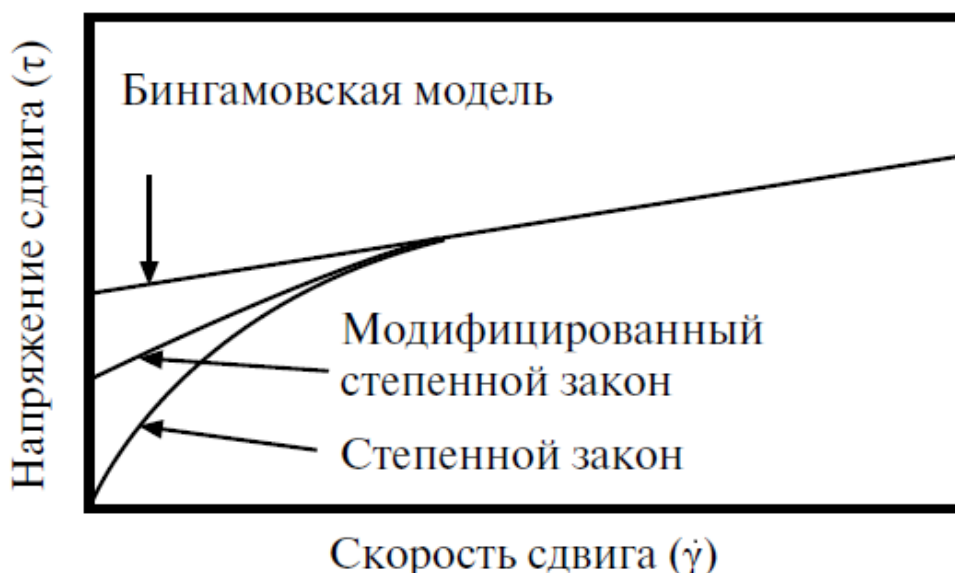 Напряжение сдвига (τ)
Бингамовская модель
Модифицированный
степенной закон
Степенной закон
Скорость сдвига (γ̇)